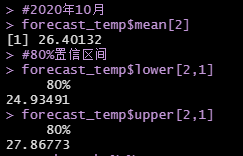 > #2020年10月
> forecast_temp$mean[2]
[1] 26.40132
> #80%置信区间
> forecast_temp$lower[2,1]
80%
24.93491
> forecast_temp$upper[2,1]
80%
27.86773